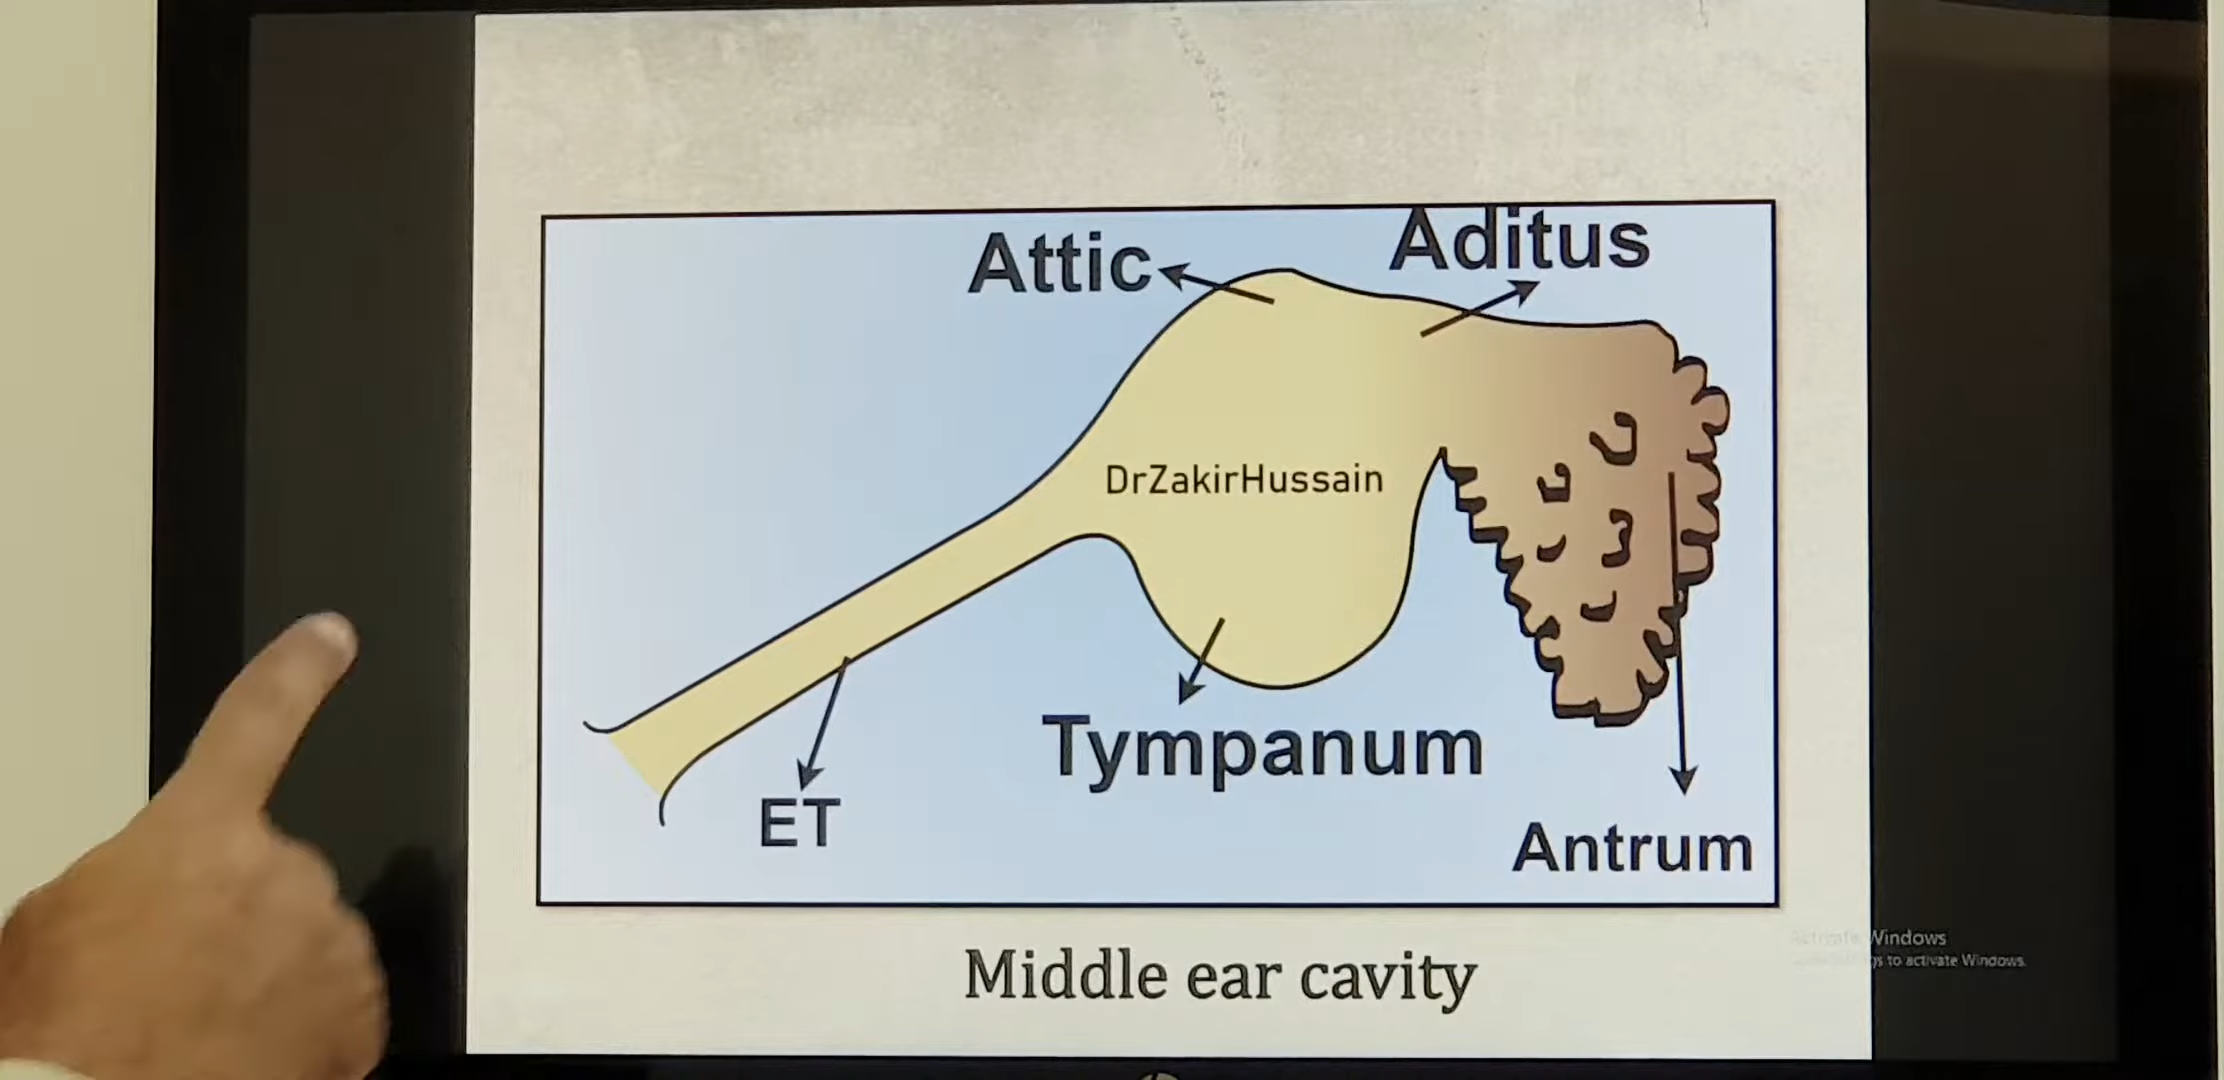 Attic
Aditus
DrZakirHussain
Tympanum
ET
Antrum
Middle ear cavity
Windows
to activate Windows.